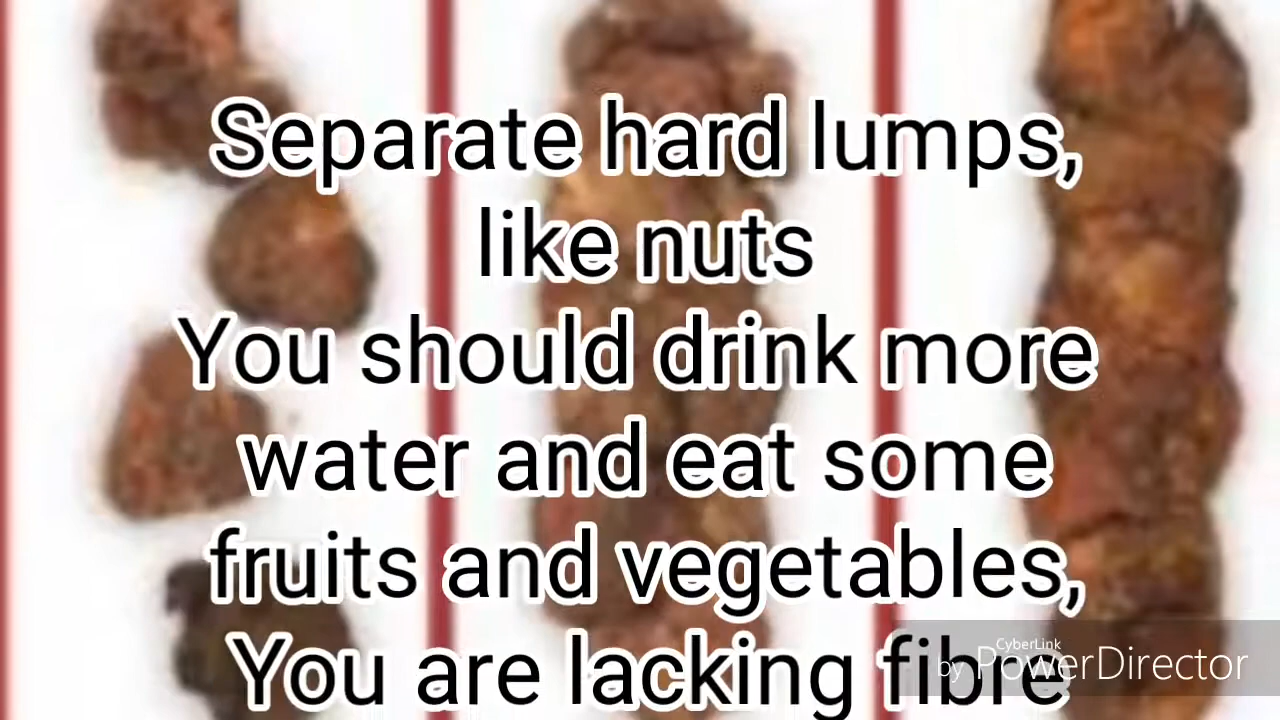 Separate hard lumps,
like nuts
You should drink more
water and eat some
fruits and vegetables,
You are lacking fibre
CyberLink
by PowerDirector